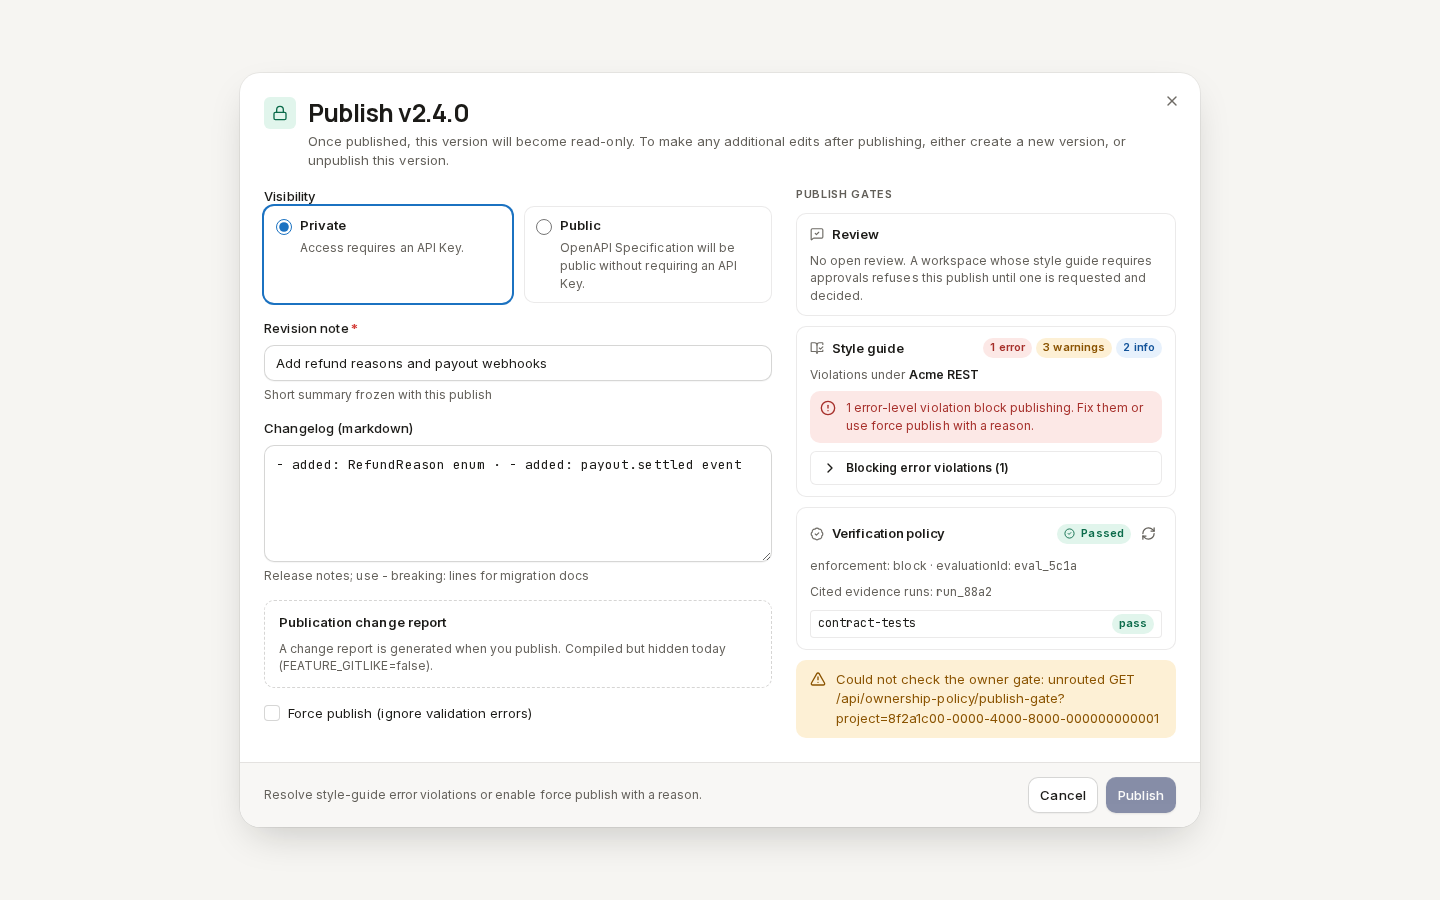 Publish v2.4.0
Once published, this version will become read-only. To make any additional edits after publishing, either create a new version, or
unpublish this version.
Visibility
Private
Access requires an API Key.
Public
OpenAPI Specification will be
public without requiring an API
Key.
Revision note *
Add refund reasons and payout webhooks
Short summary frozen with this publish
Changelog (markdown)
- added: RefundReason enum · - added: payout.settled event
Release notes; use - breaking: lines for migration docs
Publication change report
A change report is generated when you publish. Compiled but hidden today
(FEATURE_GITLIKE=false).
Force publish (ignore validation errors)
PUBLISH GATES
Review
No open review. A workspace whose style guide requires
approvals refuses this publish until one is requested and
decided.
Style guide
1 error
3 warnings
2 info
Violations under Acme REST
1 error-level violation block publishing. Fix them or
use force publish with a reason.
Blocking error violations (1)
Verification policy
Passed
enforcement: block · evaluationId: eval_5c1a
Cited evidence runs: run_88a2
contract-tests
pass
Could not check the owner gate: unrouted GET
/api/ownership-policy/publish-gate?
project=8f2a1c00-0000-4000-8000-000000000001
Resolve style-guide error violations or enable force publish with a reason.
Cancel
Publish